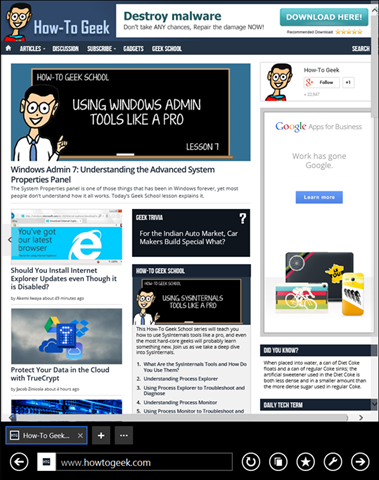 How-To Geek
Destroy malware
Don't take ANY chances, Repair the damage NOW!
DOWNLOAD HERE!
Recommended Download
ARTICLES
DISCUSSION
SUBSCRIBE
GADGETS
GEEK SCHOOL
SEARCH
HOW-TO GEEK SCHOOL
USING WINDOWS ADMIN
TOOLS LIKE A PRO
LESSON 7
Windows Admin 7: Understanding the Advanced System
Properties Panel
The System Properties panel is one of those things that has been in Windows forever, yet most
people don't understand how it all works. Today's Geek School lesson explains it.
You've got
our latest
browser
Should You Install Internet
Explorer Updates even Though it
is Disabled?
by Akemi Iwaya about 49 minutes ago
Protect Your Data in the Cloud
with TrueCrypt
by Jacob Zinicola about 4 hours ago
GEEK TRIVIA
?
For the Indian Auto Market, Car
Makers Build Special What?
HOW-TO GEEK SCHOOL
HOW-TO GEEK SCHOOL
USING SYSINTERNALS
TOOLS LIKE A PRO
This How-To Geek School series will teach you
how to use SysInternals tools like a pro, and
even the most hard-core geeks will probably learn
something new. Join us as we take a deep dive
into SysInternals.
1. What Are the SysInternals Tools and How Do
You Use Them?
2. Understanding Process Explorer
3. Using Process Explorer to Troubleshoot and
Diagnose
4. Understanding Process Monitor
5. Using Process Monitor to Troubleshoot and
How-To Geek
Follow
+1
Google Apps for Business
Work has gone
Google.
Learn more
DID YOU KNOW?
When placed into water, a can of Diet Coke
floats and a can of regular Coke sinks; the
artificial sweetener used in the Diet Coke
is both less dense and in a smaller amount than
the more dense sugar used in regular Coke.
DAILY TECH TERM
How-To Geek...
www.howtogeek.com